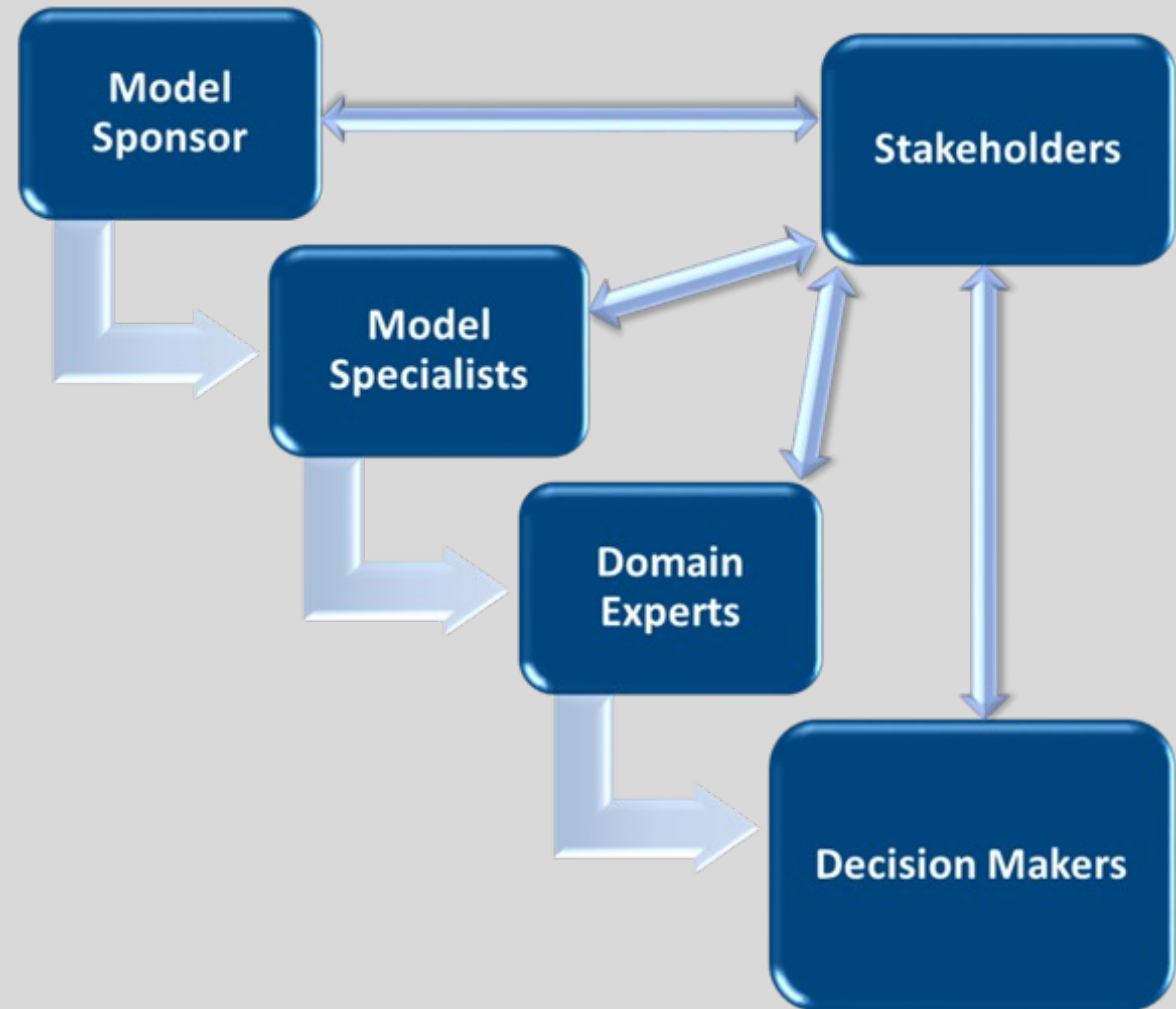 Model
Sponsor
Stakeholders
Model
Specialists
Domain
Experts
Decision Makers